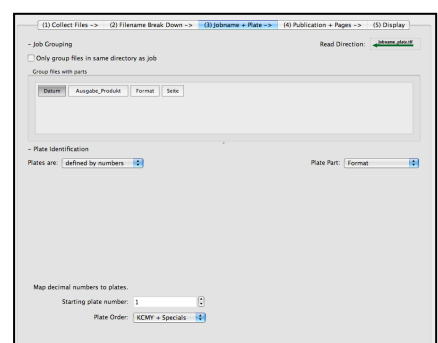 (1) Collect Files -> (2) Filename Break Down -> (3) Jobname + Plate -> (4) Publication + Pages -> (5) Display
– Job Grouping Read Direction: Jobname_plate.tif
Only group files in same directory as job
Group files with parts
Datum Ausgabe_Produkt Format Seite
– Plate Identification
Plates are: defined by numbers Plate Part: Format
Map decimal numbers to plates.
Starting plate number: 1
Plate Order: KCMY + Specials